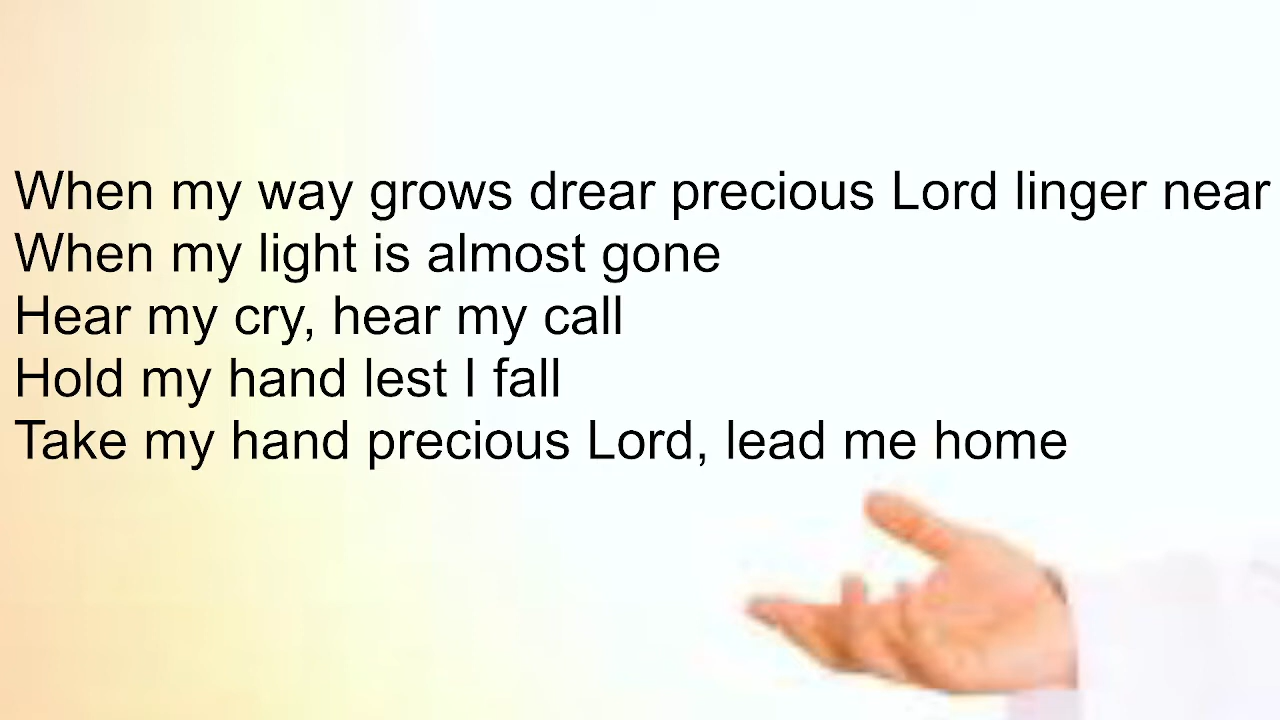 When my way grows drear precious Lord linger near
When my light is almost gone
Hear my cry, hear my call
Hold my hand lest I fall
Take my hand precious Lord, lead me home